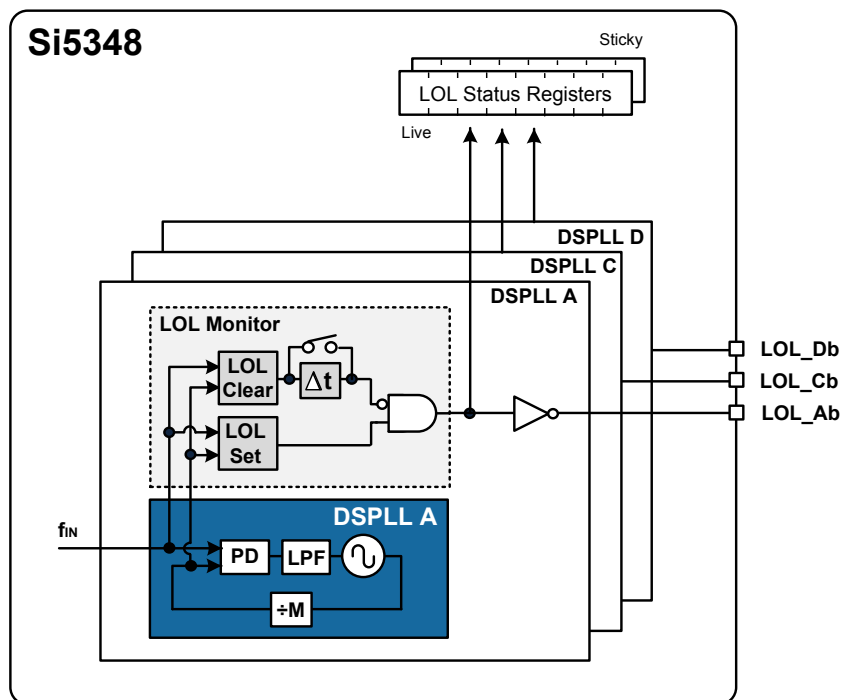 Si5348
Sticky
LOL Status Registers
Live
DSPLL D
DSPLL C
DSPLL A
LOL Monitor
LOL
Clear
Δt
LOL
Set
LOL_Db
LOL_Cb
LOL_Ab
DSPLL A
fIN
PD
LPF
÷M